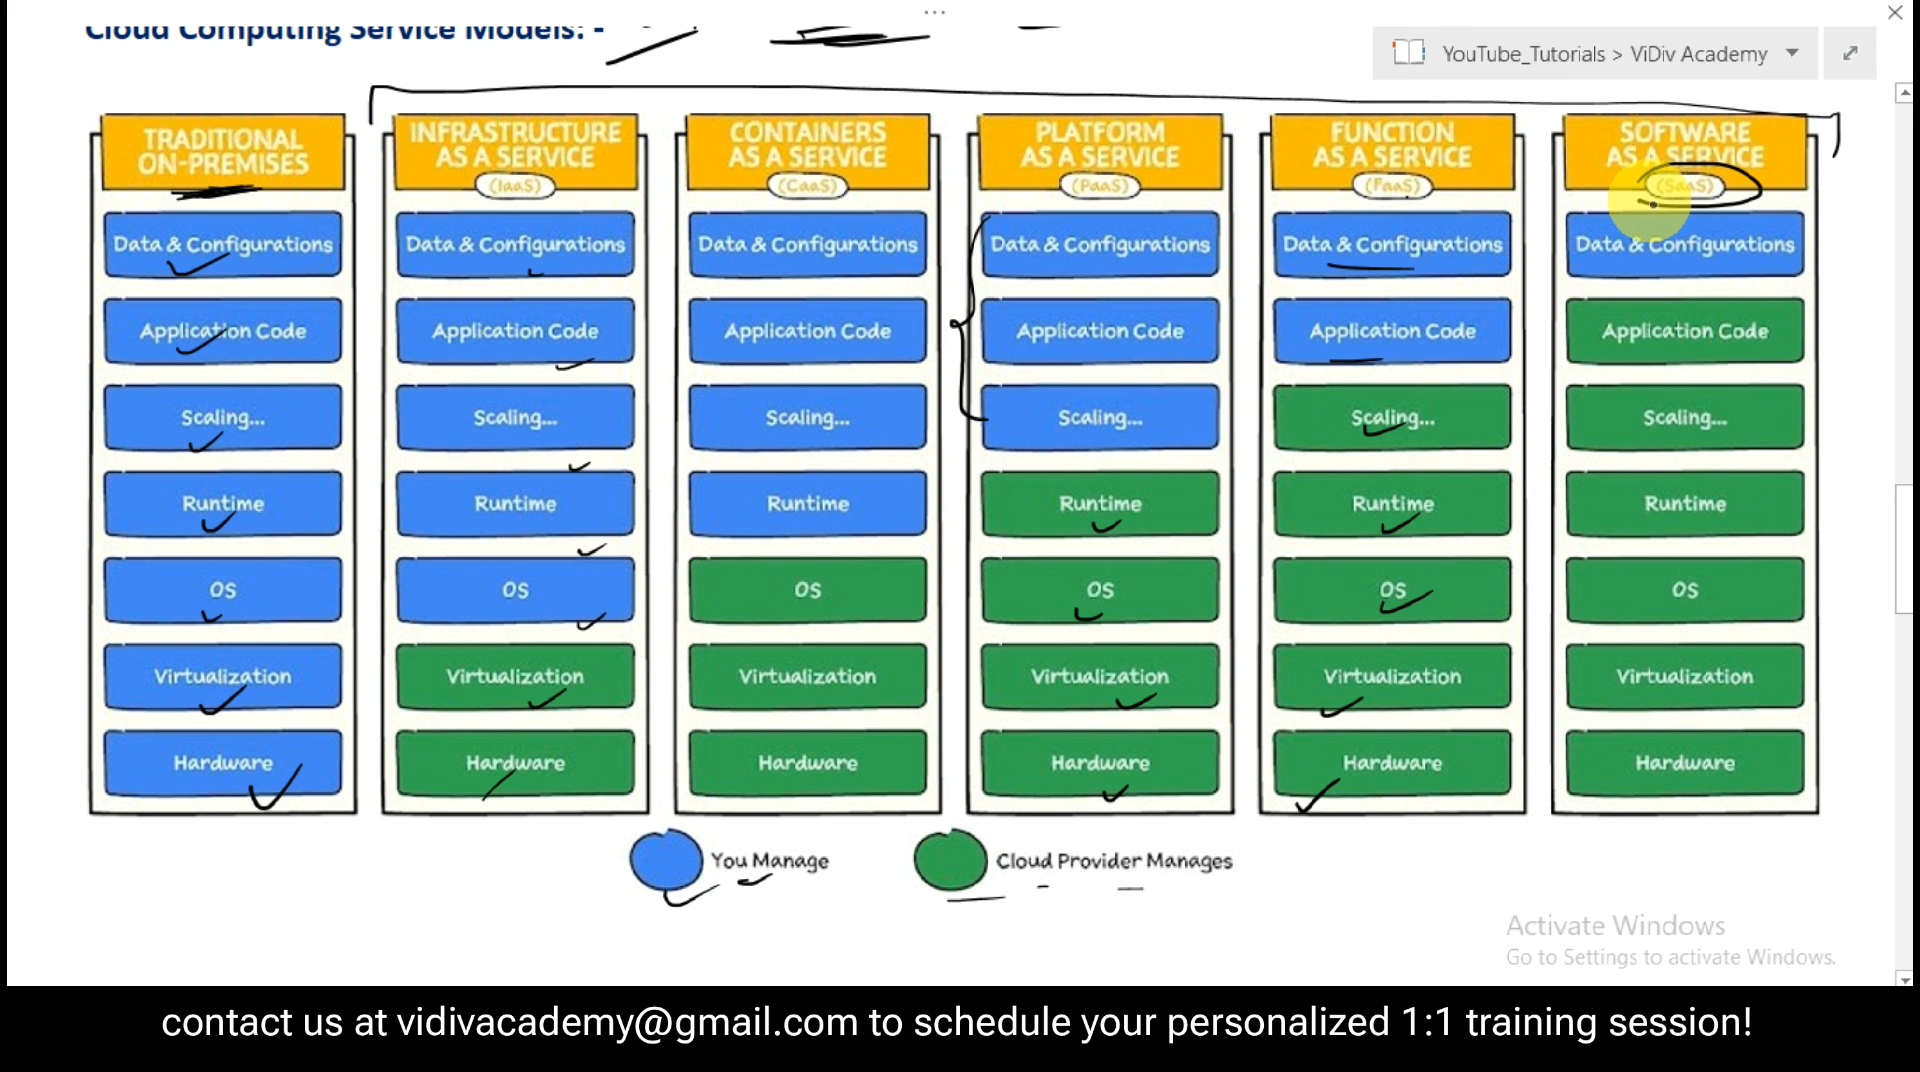 Cloud Computing Service Models: -
YouTube_Tutorials > ViDiv Academy
TRADITIONAL
ON-PREMISES
Data & Configurations
Application Code
Scaling...
Runtime
OS
Virtualization
Hardware
INFRASTRUCTURE
AS A SERVICE
(IaaS)
Data & Configurations
Application Code
Scaling...
Runtime
OS
Virtualization
Hardware
CONTAINERS
AS A SERVICE
(CaaS)
Data & Configurations
Application Code
Scaling...
Runtime
OS
Virtualization
Hardware
PLATFORM
AS A SERVICE
(PaaS)
Data & Configurations
Application Code
Scaling...
Runtime
OS
Virtualization
Hardware
FUNCTION
AS A SERVICE
(FaaS)
Data & Configurations
Application Code
Scaling...
Runtime
OS
Virtualization
Hardware
SOFTWARE
AS A SERVICE
(SaaS)
Data & Configurations
Application Code
Scaling...
Runtime
OS
Virtualization
Hardware
You Manage
Cloud Provider Manages
Activate Windows
Go to Settings to activate Windows.
contact us at vidivacademy@gmail.com to schedule your personalized 1:1 training session!